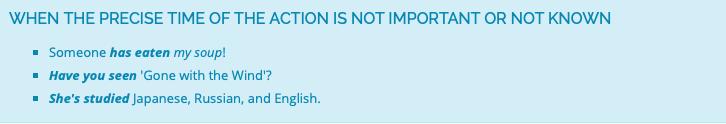 WHEN THE PRECISE TIME OF THE ACTION IS NOT IMPORTANT OR NOT KNOWN
Someone has eaten my soup!
Have you seen 'Gone with the Wind'?
She's studied Japanese, Russian, and English.